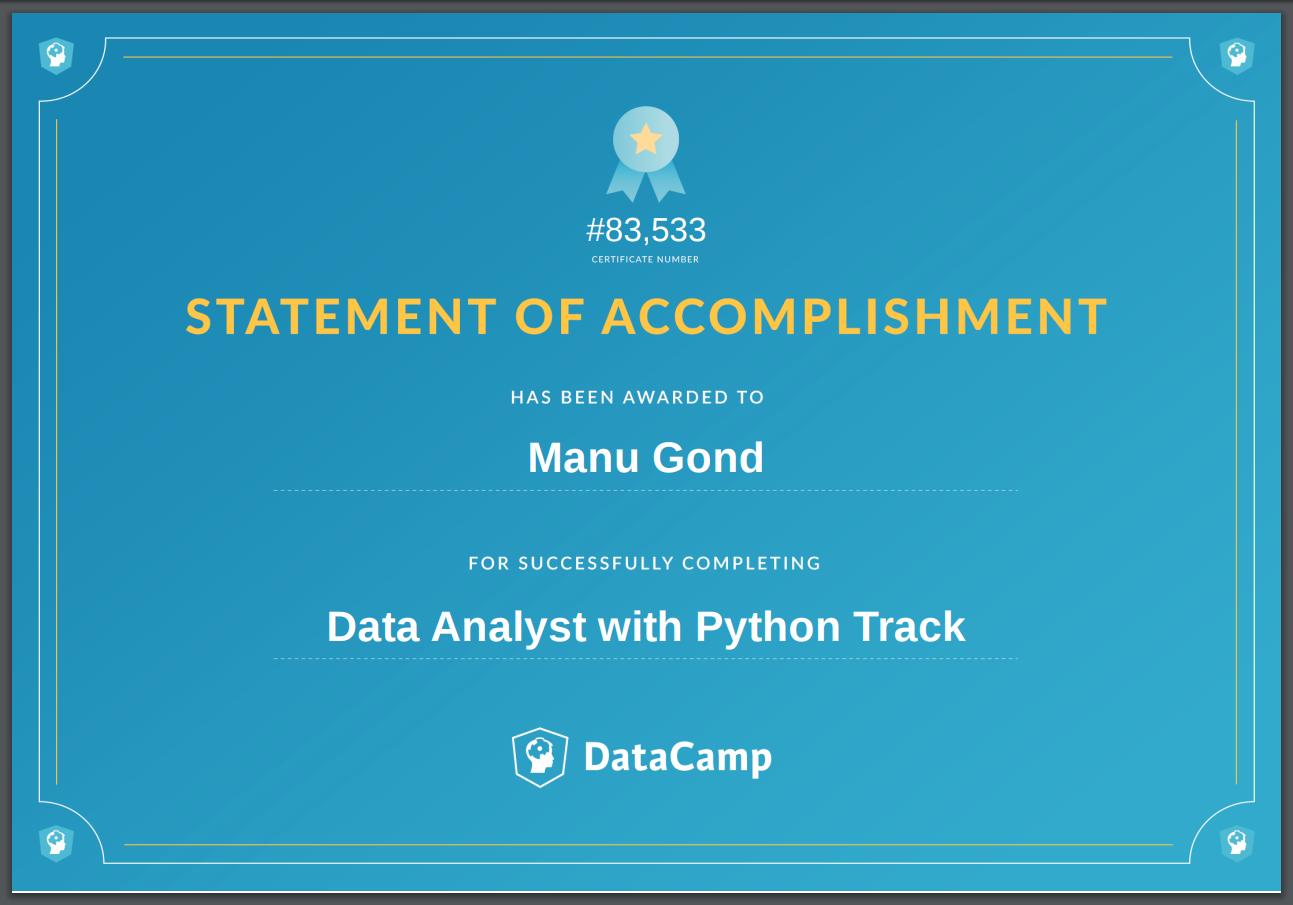 #83,533
CERTIFICATE NUMBER
STATEMENT OF ACCOMPLISHMENT
HAS BEEN AWARDED TO
Manu Gond
FOR SUCCESSFULLY COMPLETING
Data Analyst with Python Track
DataCamp